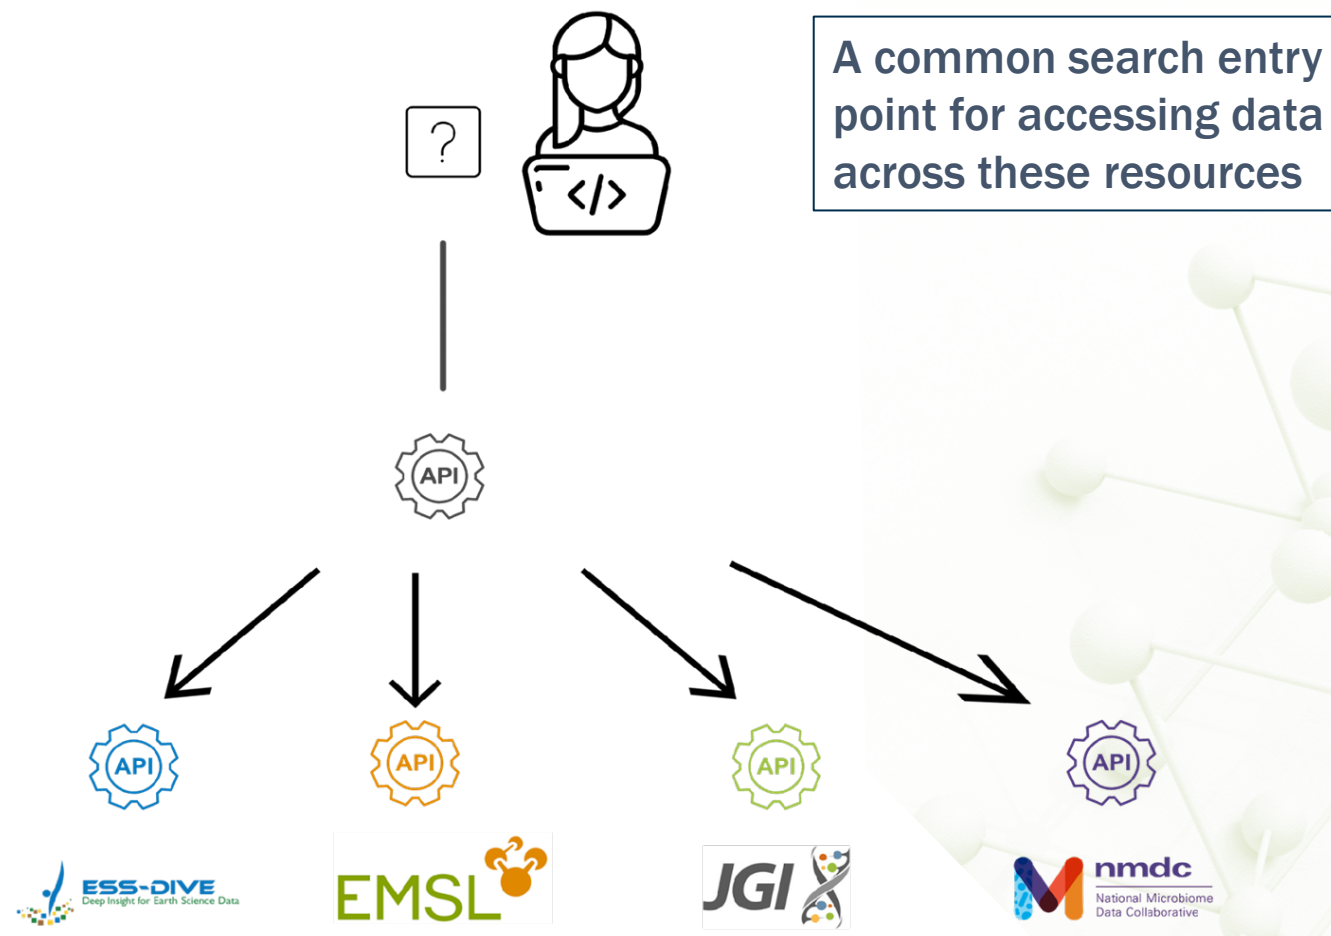 A common search entry
point for accessing data
across these resources
?
</>
API
API
API
API
API
ESS-DIVE
Deep Insight for Earth Science Data
EMSL
JGI
nmdc
National Microbiome
Data Collaborative